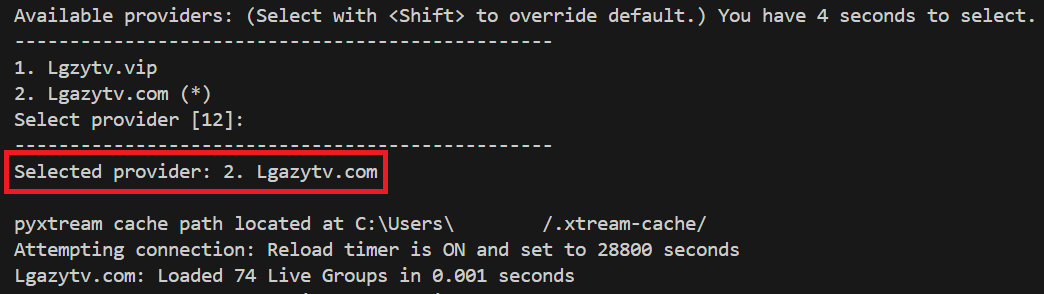 Available providers: (Select with <Shift> to override default.) You have 4 seconds to select.
-------------------------------------------------
1. Lgzytv.vip
2. Lgazytv.com (*)
Select provider [12]:
-------------------------------------------------
Selected provider: 2. Lgazytv.com
pyxtream cache path located at C:\Users\        /.xtream-cache/
Attempting connection: Reload timer is ON and set to 28800 seconds
Lgazytv.com: Loaded 74 Live Groups in 0.001 seconds